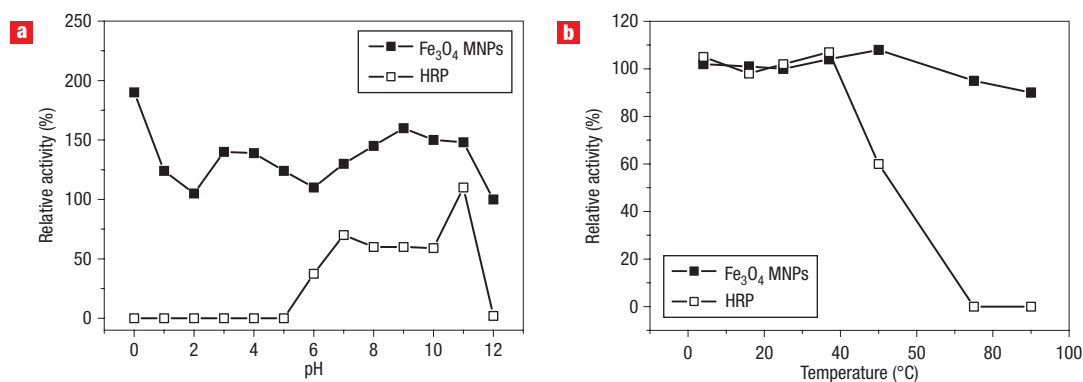 a
250
200
150
100
50
0
Relative activity (%)
Fe₃O₄ MNPs
HRP
0 2 4 6 8 10 12
pH
b
120
100
80
60
40
20
0
Relative activity (%)
Fe₃O₄ MNPs
HRP
0 20 40 60 80 100
Temperature (°C)